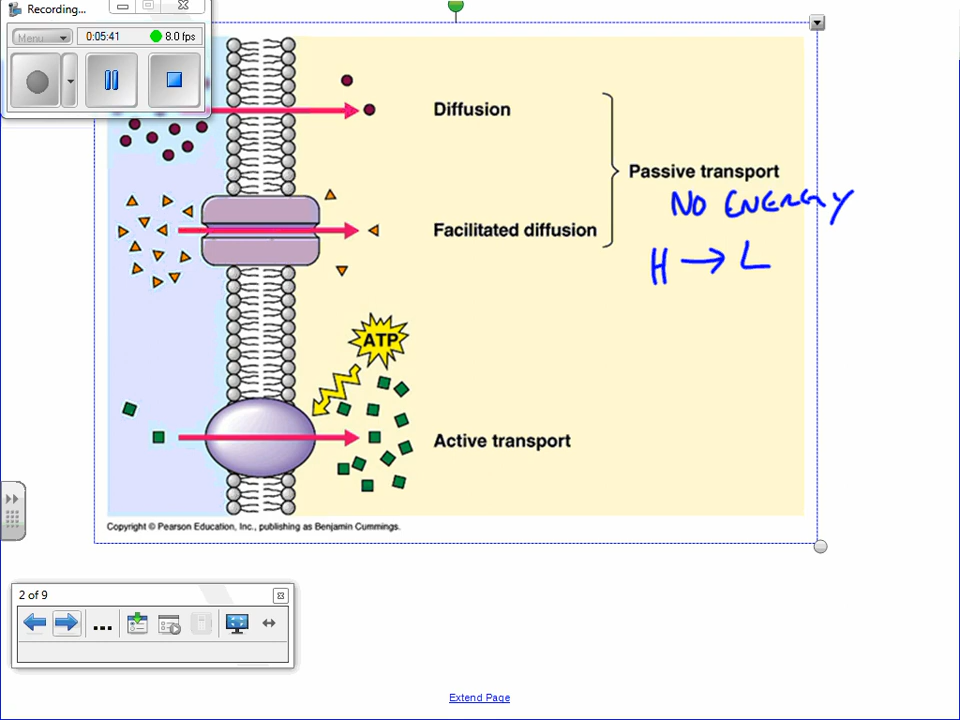 Recording...
Menu
0:05:41
8.0 fps
Diffusion
Passive transport
NO ENERGY
Facilitated diffusion
H → L
ATP
Active transport
Copyright © Pearson Education, Inc., publishing as Benjamin Cummings.
2 of 9
Extend Page